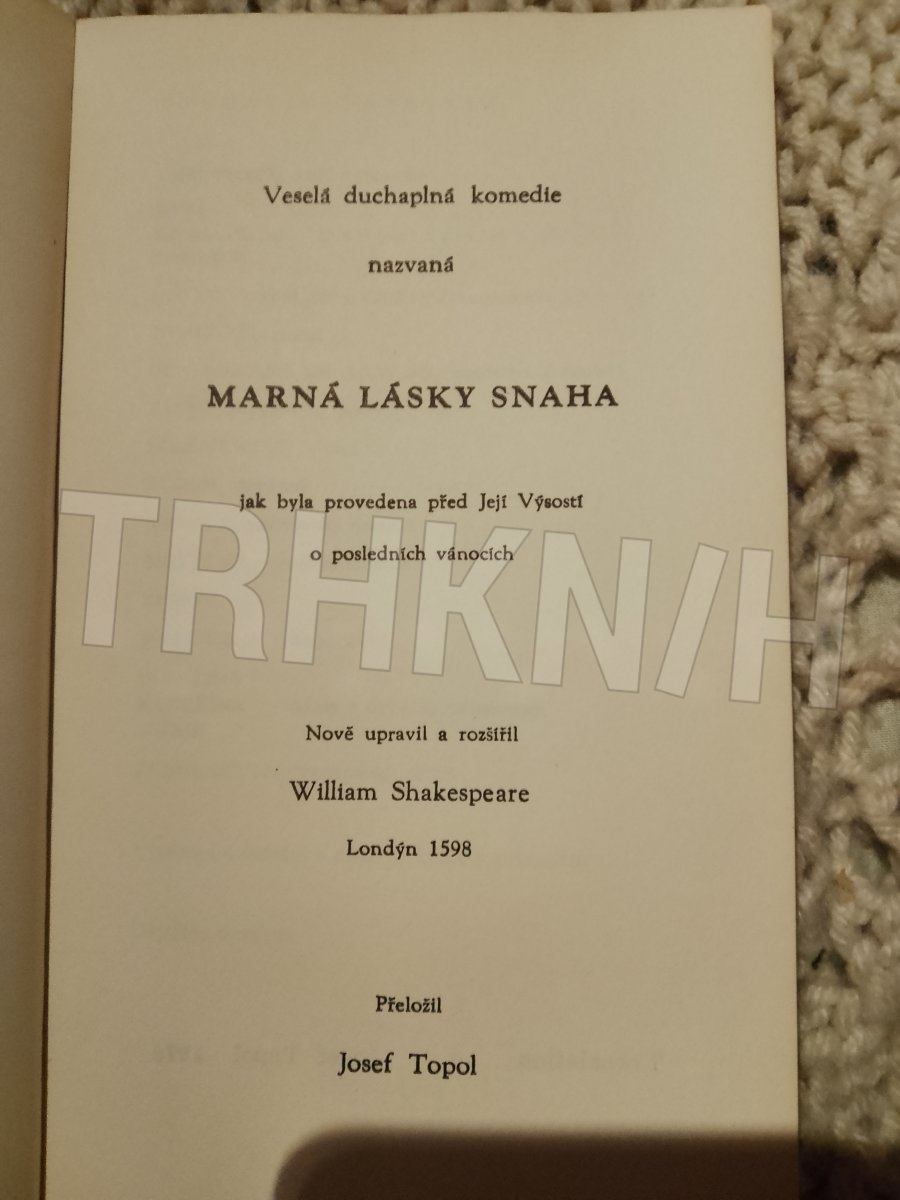 Veselá duchaplná komedie
nazvaná
MARNÁ LÁSKY SNAHA
jak byla provedena před Její Výsostí
o posledních vánocích
TRHKN/H
Nově upravil a rozšířil
William Shakespeare
Londýn 1598
Přeložil
Josef Topol